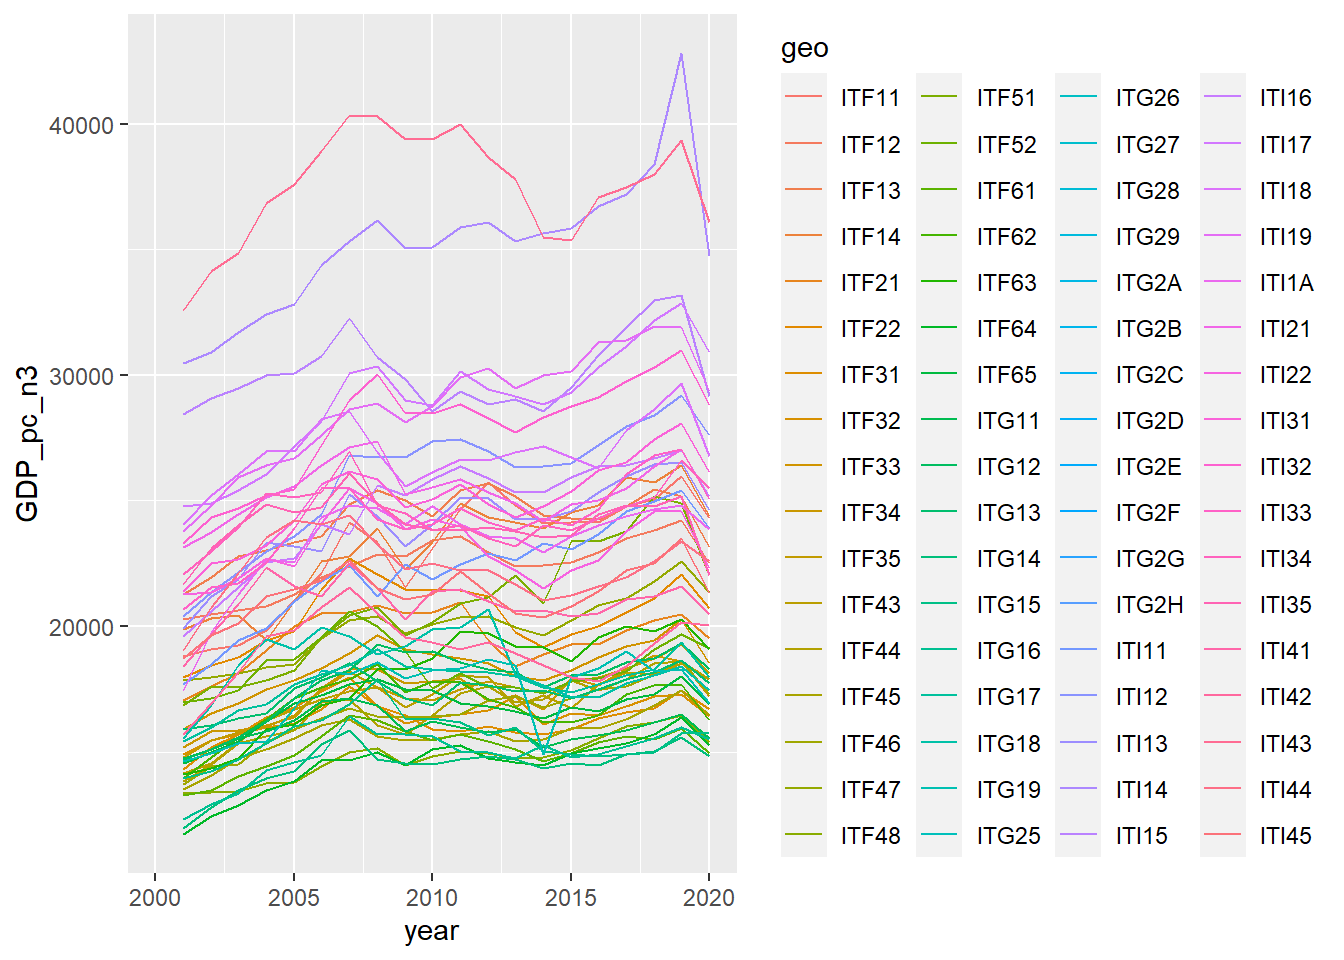 GDP_pc_n3
40000
30000
20000
2000 2005 2010 2015 2020
year
geo
ITF11 ITF51 ITG26 ITI16
ITF12 ITF52 ITG27 ITI17
ITF13 ITF61 ITG28 ITI18
ITF14 ITF62 ITG29 ITI19
ITF21 ITF63 ITG2A ITI1A
ITF22 ITF64 ITG2B ITI21
ITF31 ITF65 ITG2C ITI22
ITF32 ITG11 ITG2D ITI31
ITF33 ITG12 ITG2E ITI32
ITF34 ITG13 ITG2F ITI33
ITF35 ITG14 ITG2G ITI34
ITF43 ITG15 ITG2H ITI35
ITF44 ITG16 ITI11 ITI41
ITF45 ITG17 ITI12 ITI42
ITF46 ITG18 ITI13 ITI43
ITF47 ITG19 ITI14 ITI44
ITF48 ITG25 ITI15 ITI45